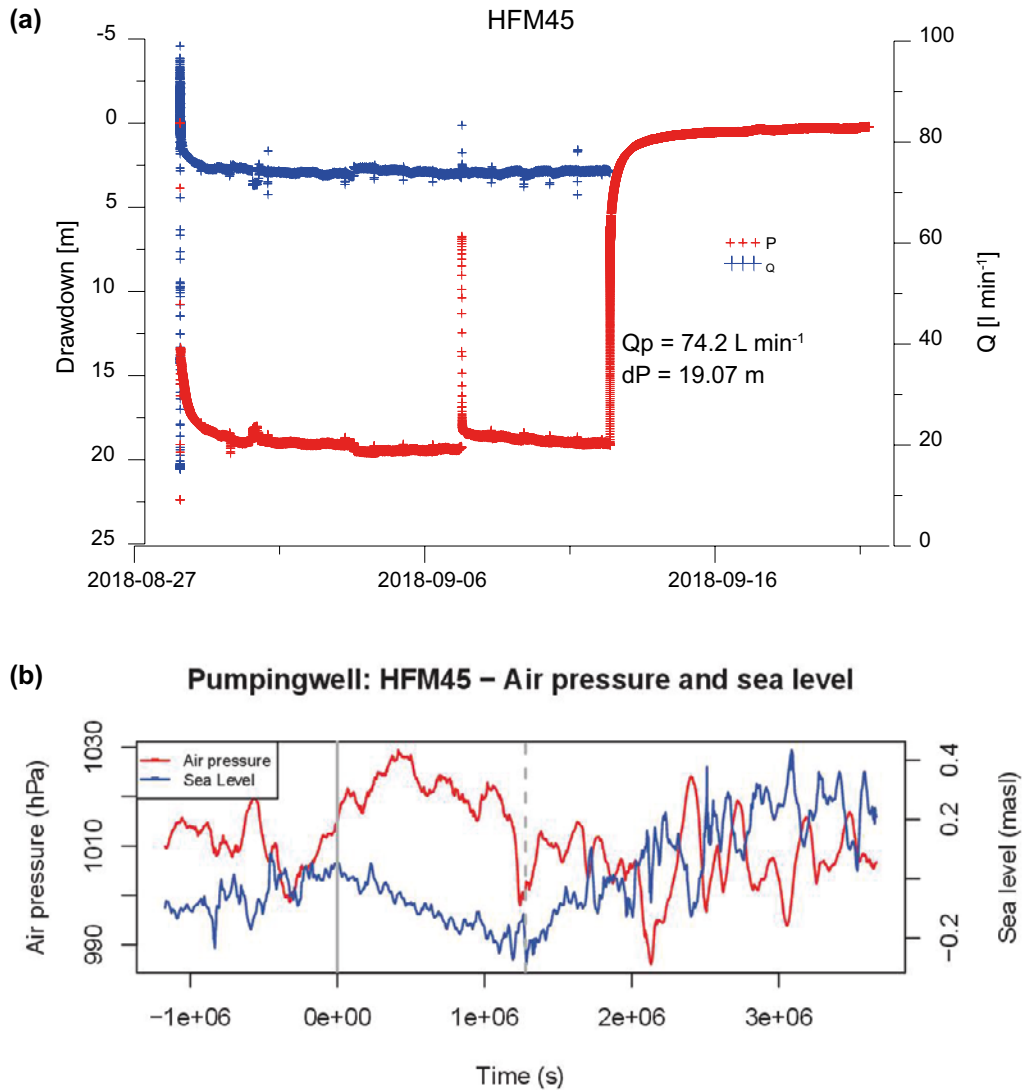 (a)
HFM45
-5
0
5
10
15
20
25
Drawdown [m]
100
80
60
40
20
0
Q [l min-1]
P
Q
Qp = 74.2 L min-1
dP = 19.07 m
2018-08-27
2018-09-06
2018-09-16
(b)
Pumpingwell: HFM45 − Air pressure and sea level
Air pressure
Sea Level
1030
1010
990
Air pressure (hPa)
0.4
0.2
−0.2
Sea level (masl)
−1e+06
0e+00
1e+06
2e+06
3e+06
Time (s)